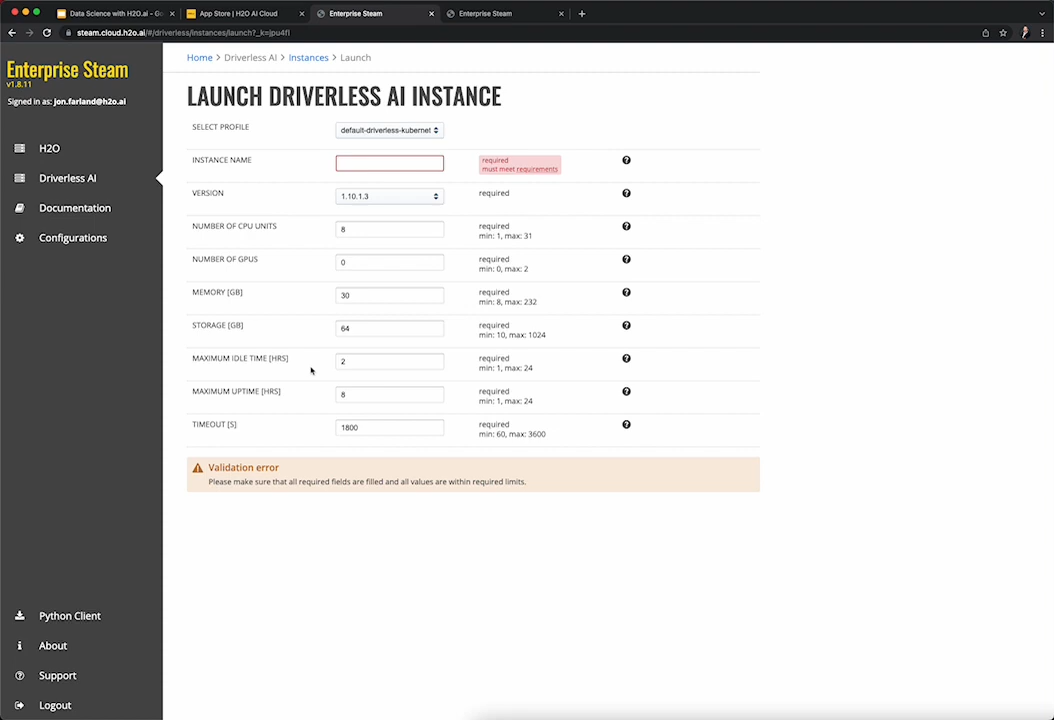 Data Science with H2O.ai - Go
App Store | H2O AI Cloud
Enterprise Steam
Enterprise Steam
steam.cloud.h2o.ai/#/driverless/instances/launch?_k=jpu4fl
Enterprise Steam
v1.8.11
Signed in as: jon.farland@h2o.ai
H2O
Driverless AI
Documentation
Configurations
Python Client
About
Support
Logout
Home > Driverless AI > Instances > Launch
LAUNCH DRIVERLESS AI INSTANCE
SELECT PROFILE
default-driverless-kubernet
INSTANCE NAME
required
must meet requirements
VERSION
1.10.1.3
required
NUMBER OF CPU UNITS
8
required
min: 1, max: 31
NUMBER OF GPUS
0
required
min: 0, max: 2
MEMORY [GB]
30
required
min: 8, max: 232
STORAGE [GB]
64
required
min: 10, max: 1024
MAXIMUM IDLE TIME [HRS]
2
required
min: 1, max: 24
MAXIMUM UPTIME [HRS]
8
required
min: 1, max: 24
TIMEOUT [S]
1800
required
min: 60, max: 3600
Validation error
Please make sure that all required fields are filled and all values are within required limits.